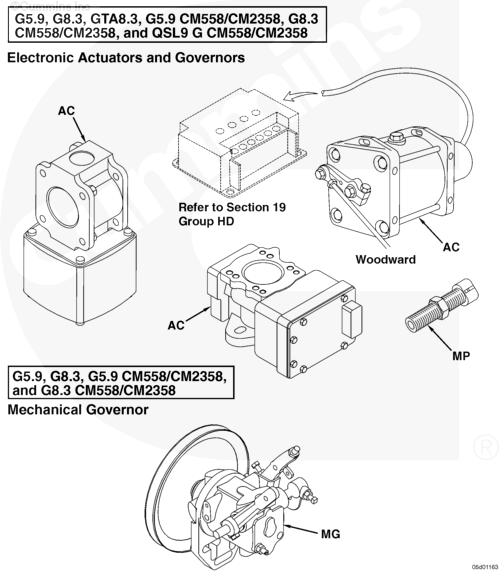 ©Cummins Inc
G5.9, G8.3, GTA8.3, G5.9 CM558/CM2358, G8.3
CM558/CM2358, and QSL9 G CM558/CM2358
Electronic Actuators and Governors
AC
Refer to Section 19
Group HD
AC
Woodward
AC
MP
G5.9, G8.3, G5.9 CM558/CM2358,
and G8.3 CM558/CM2358
Mechanical Governor
MG
®
05d01163
Cummins